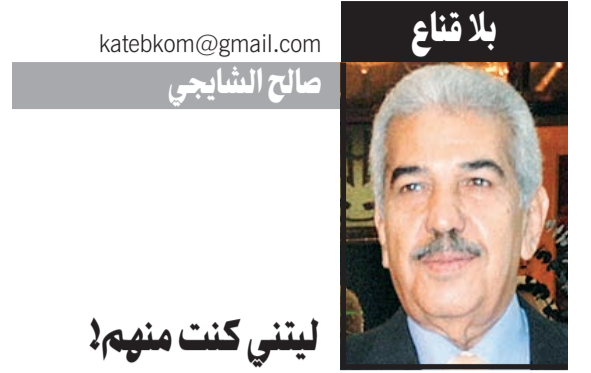 بلا قناع
katebkom@gmail.com
صالح الشايجي
ليتني كنت منهم!